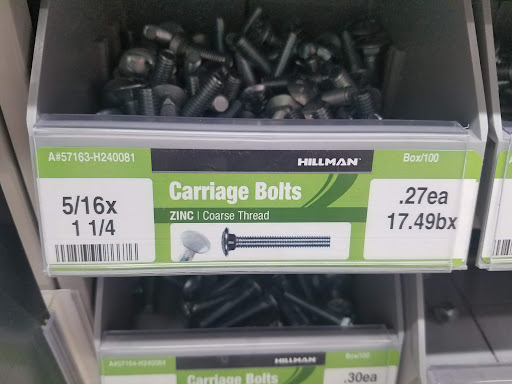 A#57163-H240081
HILLMAN
Box/100
5/16x
1 1/4
Carriage Bolts
ZINC | Coarse Thread
.27ea
17.49bx
HILLMAN
Box/100
Carriage Bolts
.30ea